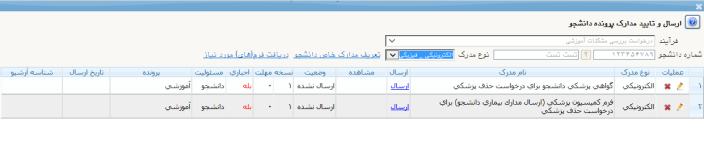 ارسال و تایید مدارک پرونده دانشجو
فرآیند درخواست بررسی مشکلات آموزشی
شماره دانشجو ۱۲۳۴۵۴۷۸۹ تست تست نوع مدرک الکترونیکی , فیزیکی تعریف مدارک خاص دانشجو دریافت فرم(های) مورد نیاز
عملیات نوع مدرک نام مدرک ارسال مشاهده وضعیت نسخه مهلت اجباری مسئولیت پرونده تاریخ ارسال شناسه آرشیو
۱ الکترونیکی گواهی پزشکی دانشجو برای درخواست حذف پزشکی ارسال ارسال نشده ۱ ۰ بله دانشجو آموزشی
۲ الکترونیکی فرم کمیسیون پزشکی (ارسال مدارک بیماری دانشجو) برای درخواست حذف پزشکی ارسال ارسال نشده ۱ ۰ بله دانشجو آموزشی